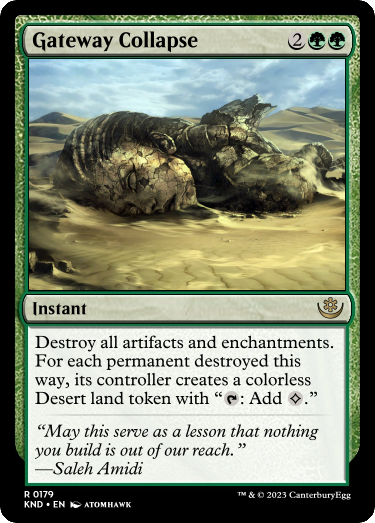 Gateway Collapse 2
Instant
Destroy all artifacts and enchantments.
For each permanent destroyed this
way, its controller creates a colorless
Desert land token with “: Add .”
“May this serve as a lesson that nothing
you build is out of our reach.”
—Saleh Amidi
R 0179
KND • EN ATOMHAWK
™ & © 2023 CanterburyEgg